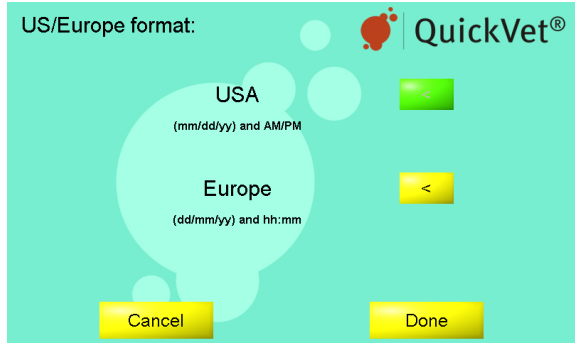 US/Europe format:
QuickVet®
USA
<
(mm/dd/yy) and AM/PM
Europe
<
(dd/mm/yy) and hh:mm
Cancel
Done